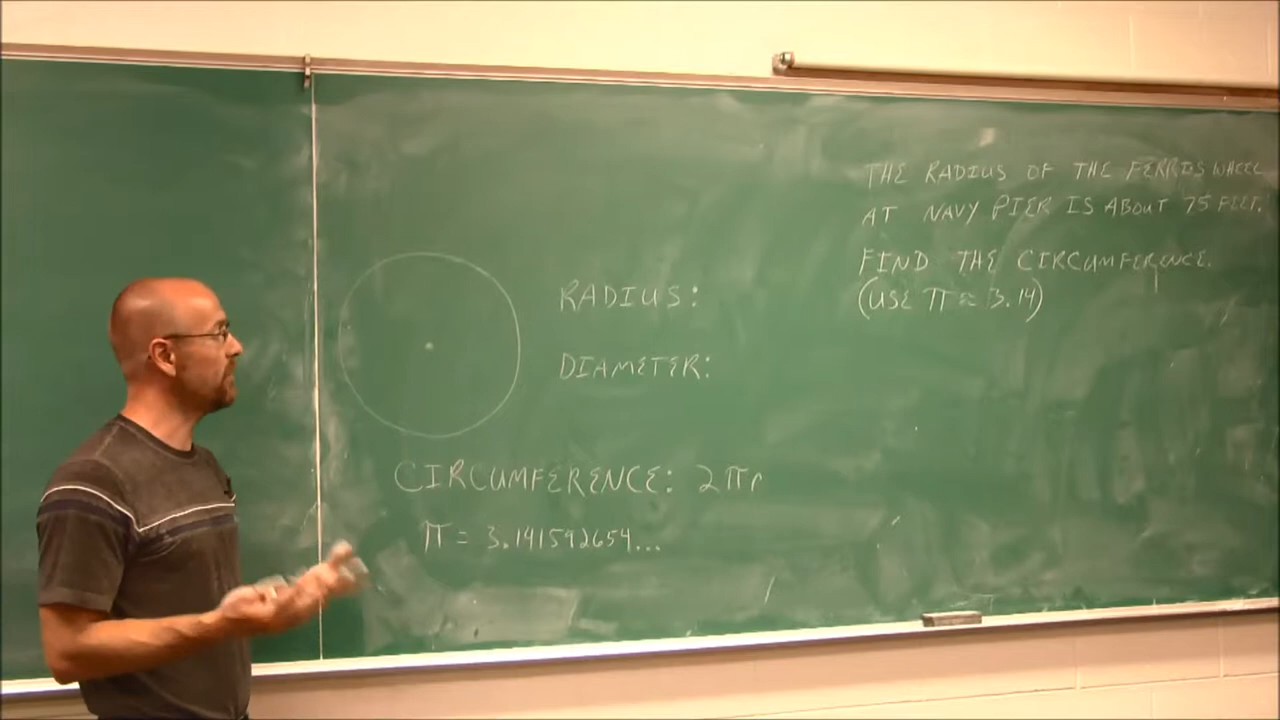 THE RADIUS OF THE FERRIS WHEEL
AT NAVY PIER IS ABOUT 75 FEET.
FIND THE CIRCUMFERENCE.
(USE π ≈ 3.14)
RADIUS:
DIAMETER:
CIRCUMFERENCE: 2πr
π = 3.141592654...